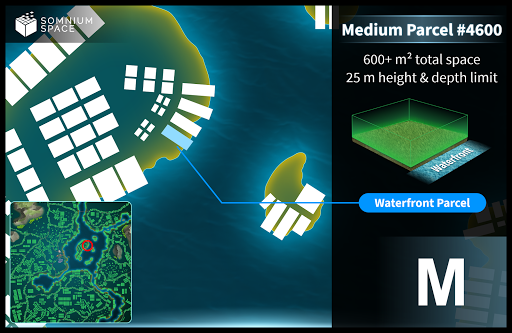 SOMNIUM
SPACE
Medium Parcel #4600
600+ m² total space
25 m height & depth limit
Waterfront
Waterfront Parcel
M